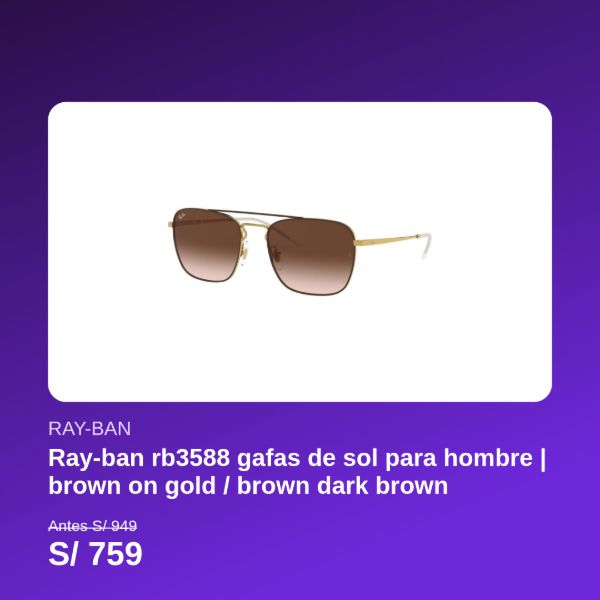 RAY-BAN
Ray-ban rb3588 gafas de sol para hombre |
brown on gold / brown dark brown
Antes S/ 949
S/ 759